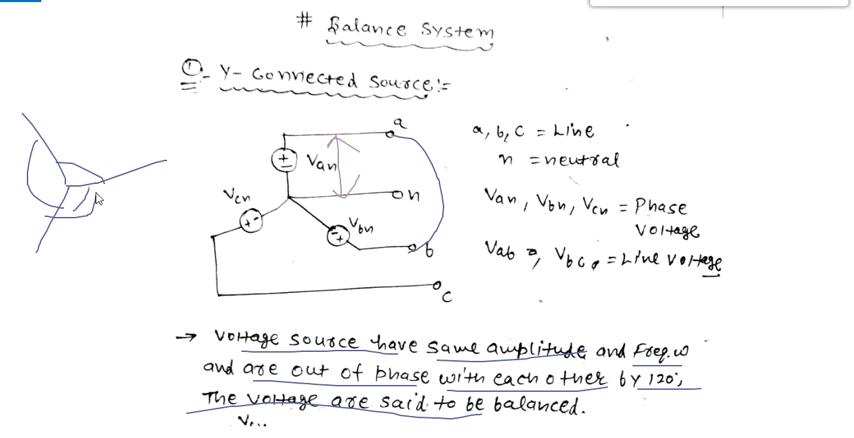 # Balance System
①- Y- Connected Source:-
a
a, b, c = Line
n = neutral
+
Van
n
Vcn
+ -
Vbn
- +
Van, Vbn, Vcn = Phase
Voltage
b
Vab , Vbc , = Line Voltage
c
→ Voltage source have same amplitude and Freq. ω
and are out of phase with each other by 120°,
The voltage are said to be balanced.